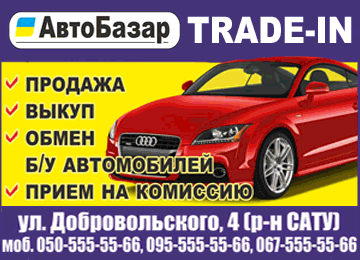 АвтоБазар TRADE-IN
ПРОДАЖА
ВЫКУП
ОБМЕН
Б/У АВТОМОБИЛЕЙ
ПРИЕМ НА КОМИССИЮ
ул. Добровольского, 4 (р-н САТУ)
моб. 050-555-55-66, 095-555-55-66, 067-555-55-66